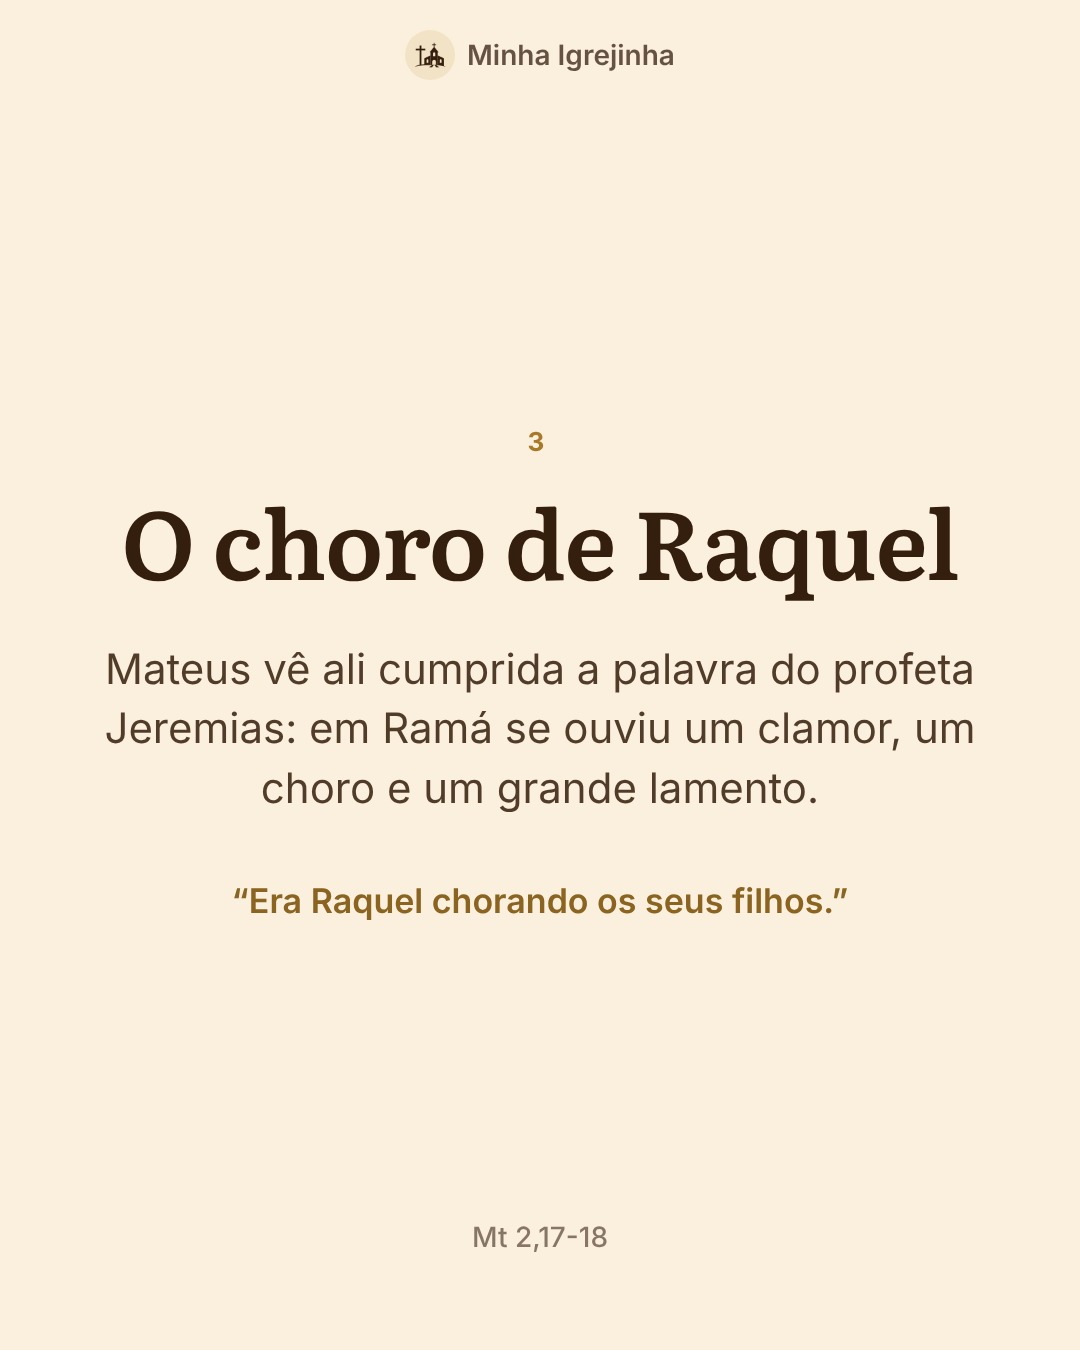 Minha Igrejinha
3
O choro de Raquel
Mateus vê ali cumprida a palavra do profeta
Jeremias: em Ramá se ouviu um clamor, um
choro e um grande lamento.
“Era Raquel chorando os seus filhos.”
Mt 2,17-18